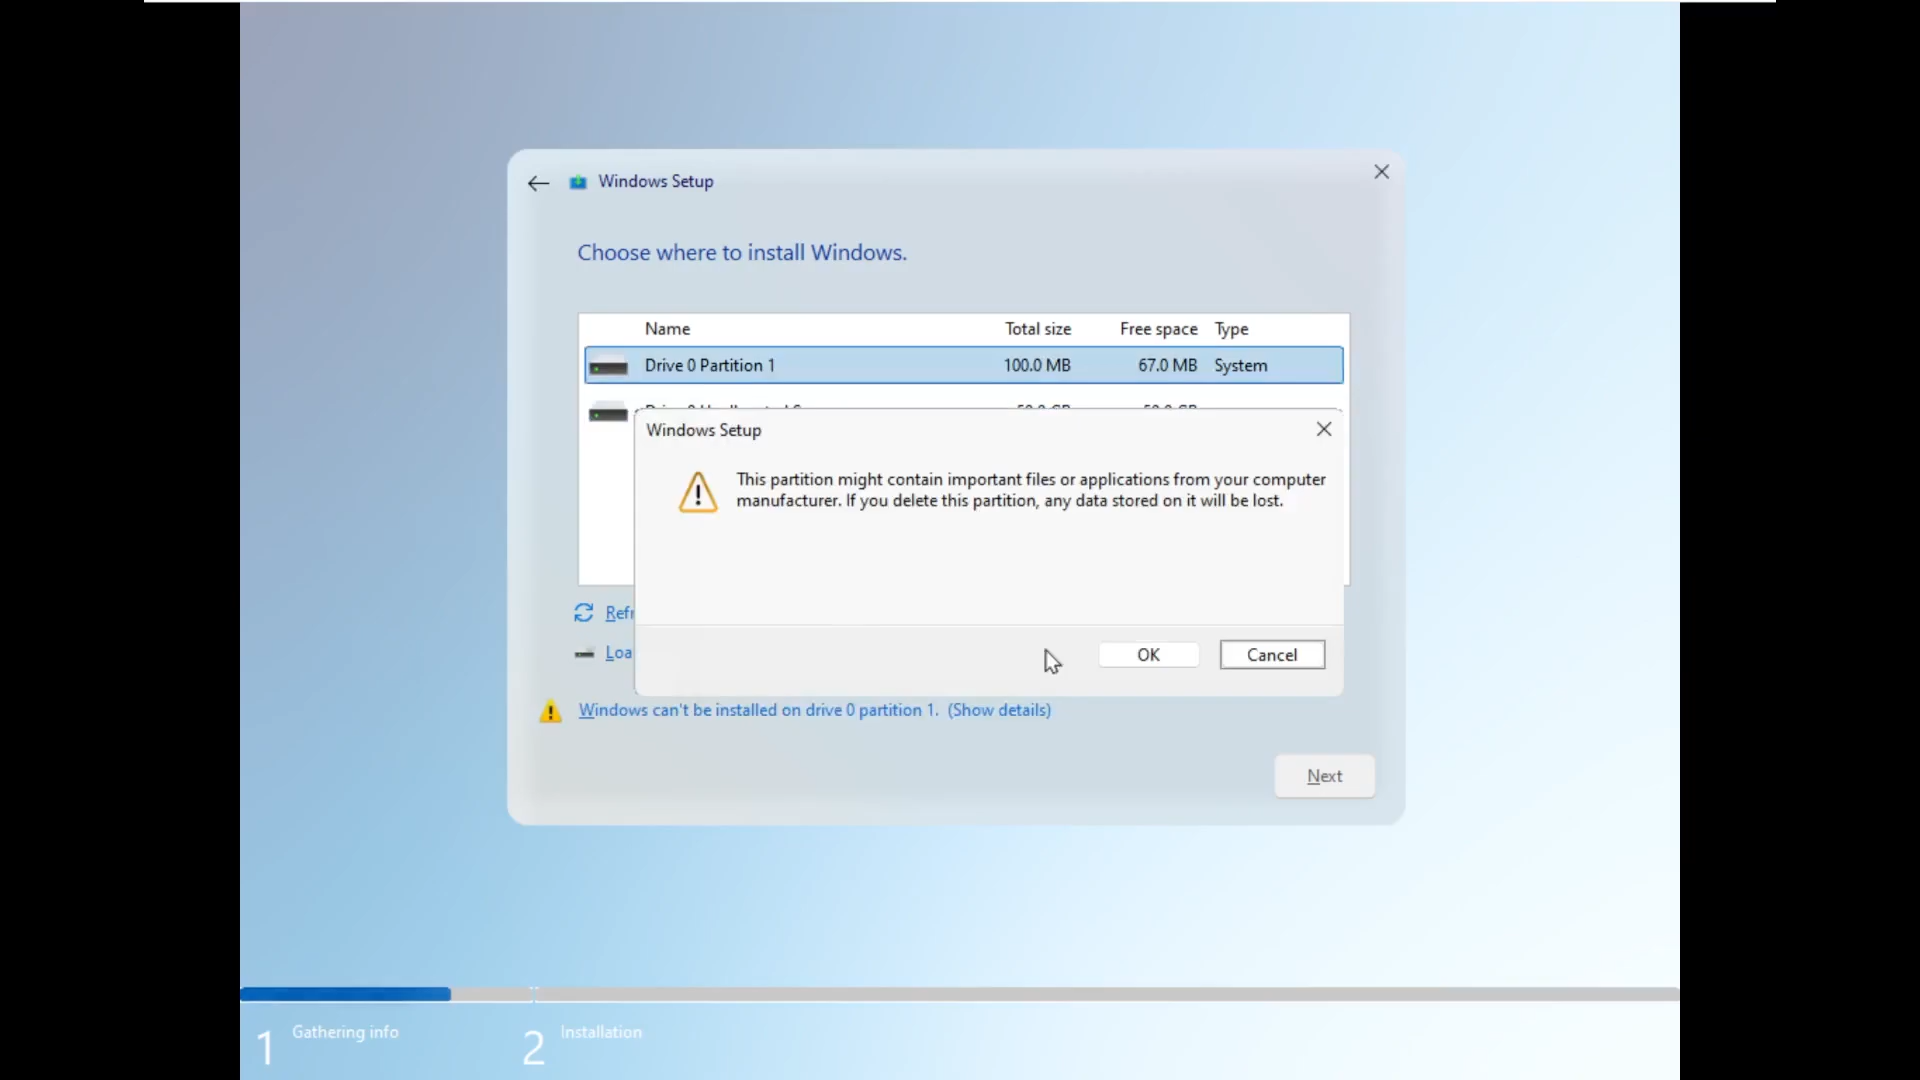 Windows Setup
Choose where to install Windows.
Name Total size Free space Type
Drive 0 Partition 1 100.0 MB 67.0 MB System
Windows Setup
This partition might contain important files or applications from your computer
manufacturer. If you delete this partition, any data stored on it will be lost.
Refr
Loa
OK Cancel
Windows can't be installed on drive 0 partition 1. (Show details)
Next
1 Gathering info
2 Installation